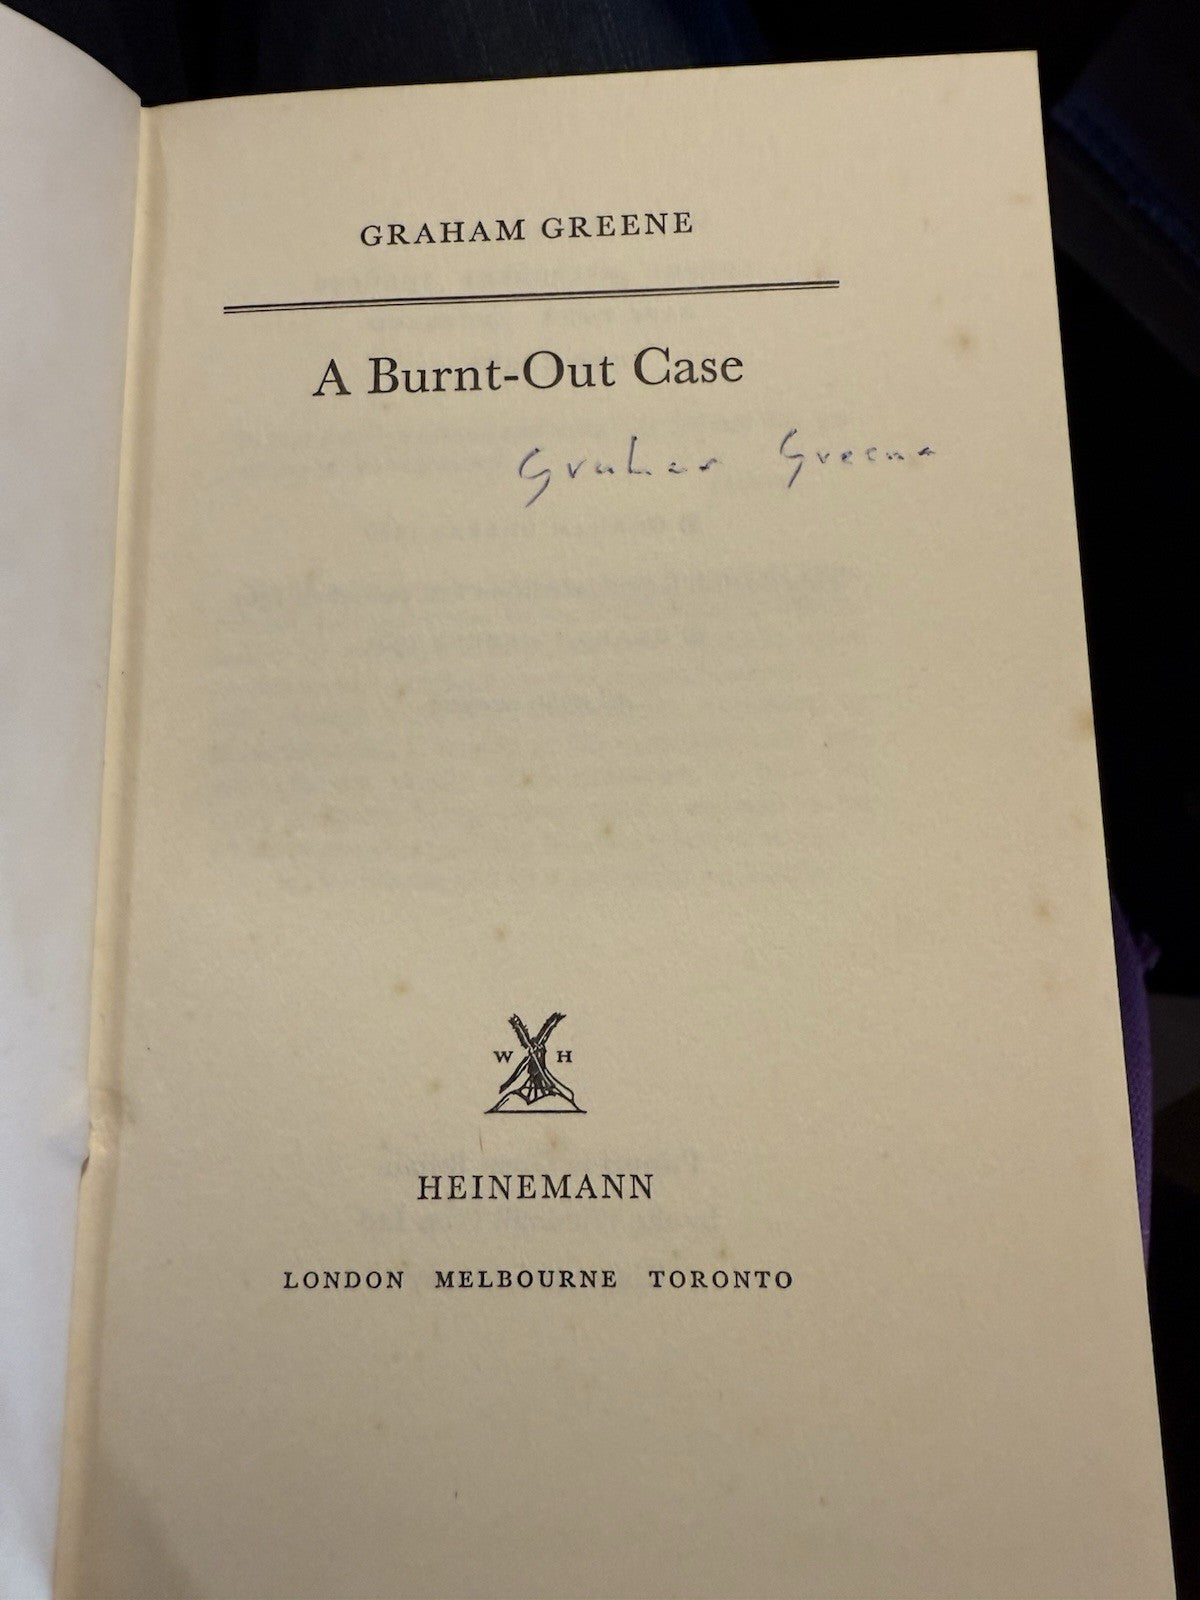 GRAHAM GREENE
A Burnt-Out Case
Graham Greene
W H
HEINEMANN
LONDON MELBOURNE TORONTO